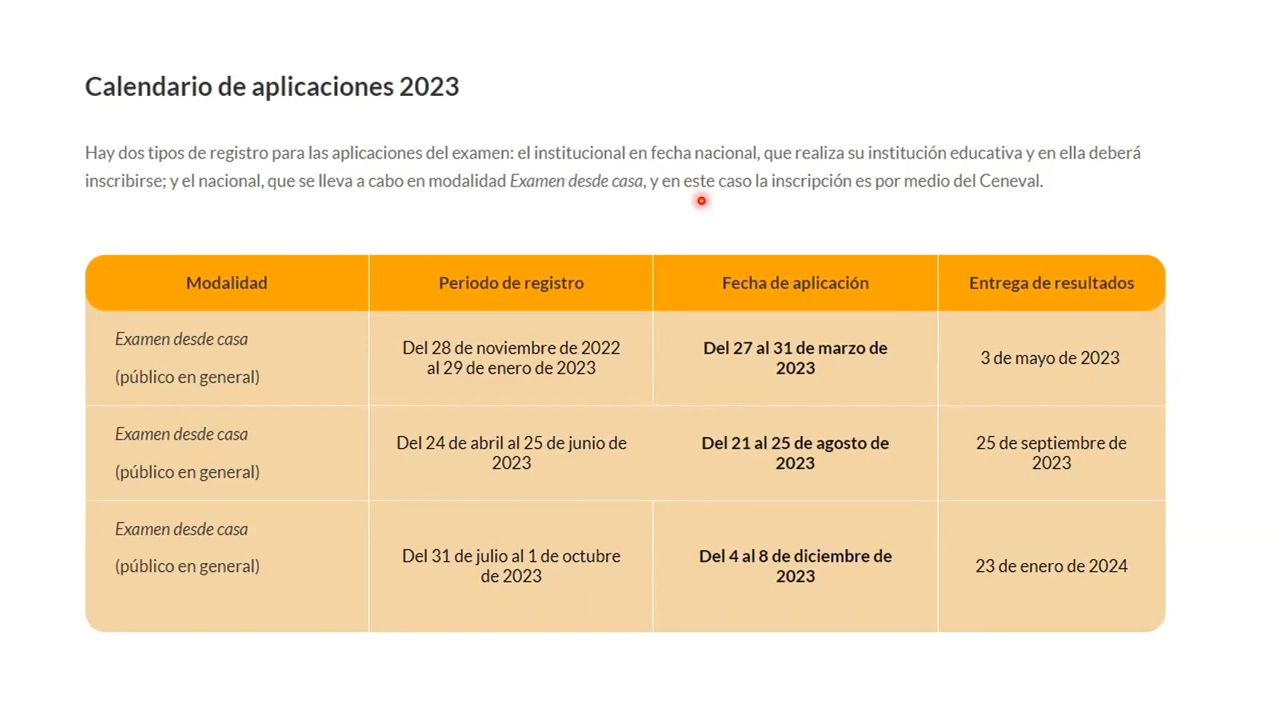 Calendario de aplicaciones 2023
Hay dos tipos de registro para las aplicaciones del examen: el institucional en fecha nacional, que realiza su institución educativa y en ella deberá
inscribirse; y el nacional, que se lleva a cabo en modalidad Examen desde casa, y en este caso la inscripción es por medio del Ceneval.
Modalidad
Periodo de registro
Fecha de aplicación
Entrega de resultados
Examen desde casa
(público en general)
Del 28 de noviembre de 2022
al 29 de enero de 2023
Del 27 al 31 de marzo de
2023
3 de mayo de 2023
Examen desde casa
(público en general)
Del 24 de abril al 25 de junio de
2023
Del 21 al 25 de agosto de
2023
25 de septiembre de
2023
Examen desde casa
(público en general)
Del 31 de julio al 1 de octubre
de 2023
Del 4 al 8 de diciembre de
2023
23 de enero de 2024